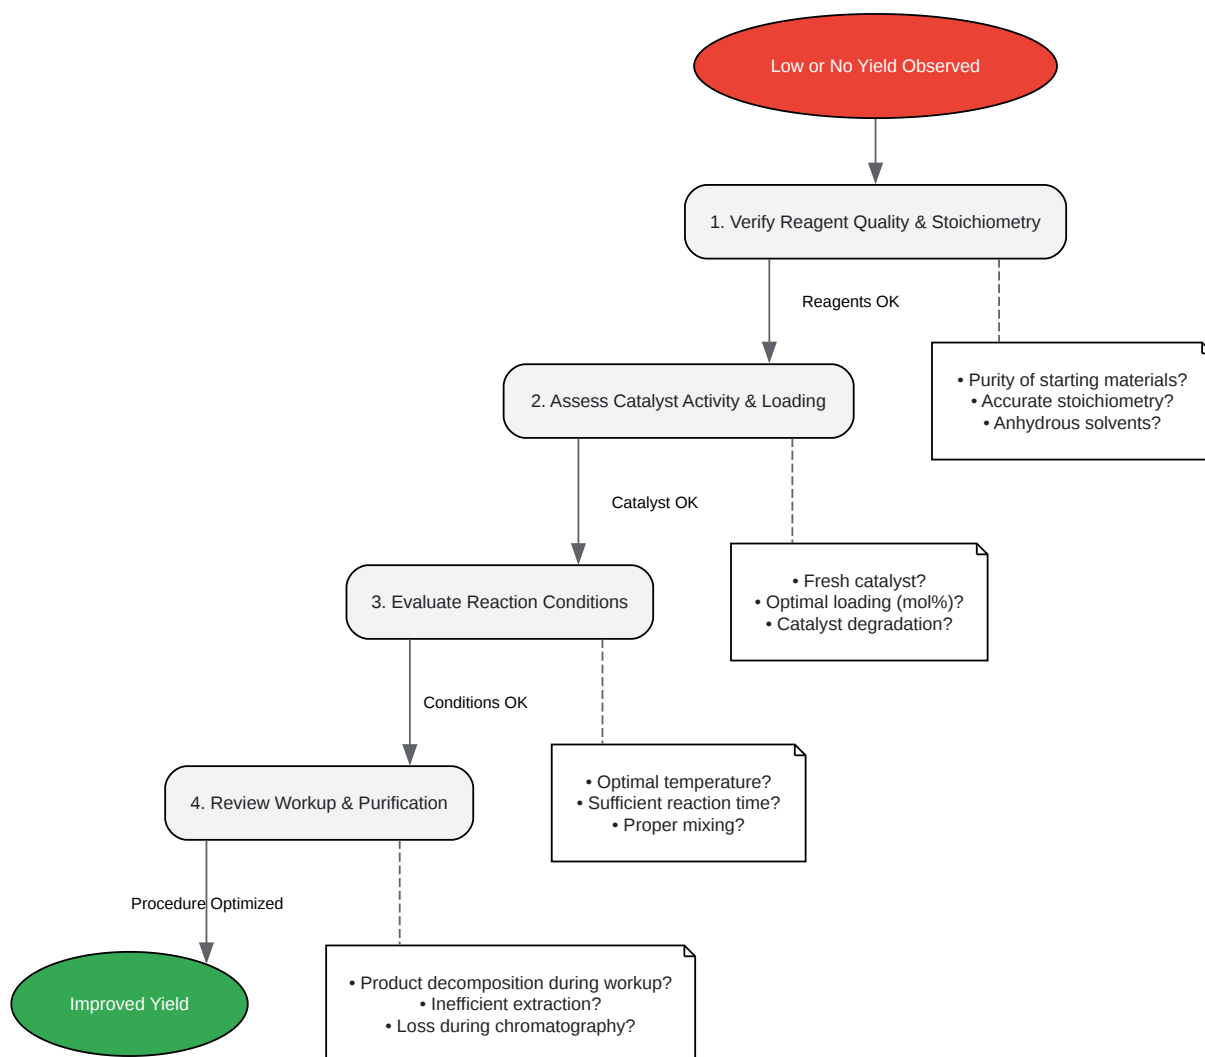 Low or No Yield Observed
1. Verify Reagent Quality & Stoichiometry
Reagents OK
• Purity of starting materials?
• Accurate stoichiometry?
• Anhydrous solvents?
2. Assess Catalyst Activity & Loading
Catalyst OK
• Fresh catalyst?
• Optimal loading (mol%)?
• Catalyst degradation?
3. Evaluate Reaction Conditions
Conditions OK
• Optimal temperature?
• Sufficient reaction time?
• Proper mixing?
4. Review Workup & Purification
Procedure Optimized
• Product decomposition during workup?
• Inefficient extraction?
• Loss during chromatography?
Improved Yield